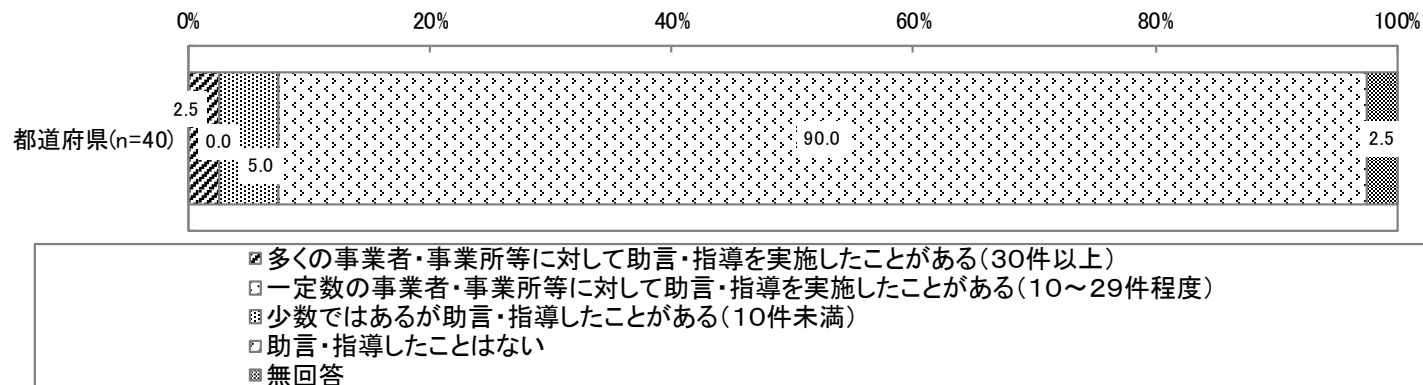 0% 20% 40% 60% 80% 100%
2.5
都道府県(n=40) 0.0 90.0 2.5
5.0
多くの事業者・事業所等に対して助言・指導を実施したことがある(30件以上)
一定数の事業者・事業所等に対して助言・指導を実施したことがある(10～29件程度)
少数ではあるが助言・指導したことがある(10件未満)
助言・指導したことはない
無回答